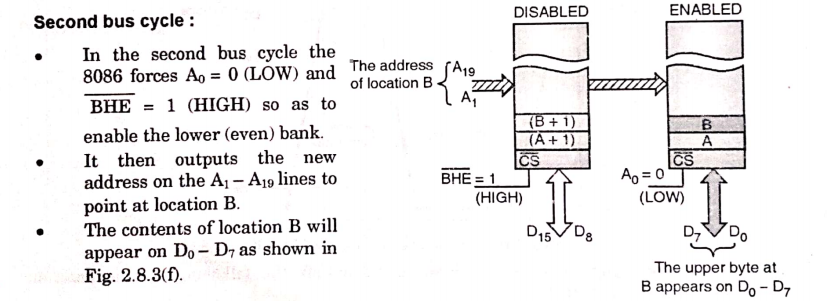 Second bus cycle :
• In the second bus cycle the
8086 forces A₀ = 0 (LOW) and
B̅H̅E̅ = 1 (HIGH) so as to
enable the lower (even) bank.
• It then outputs the new
address on the A₁ – A₁₉ lines to
point at location B.
• The contents of location B will
appear on D₀ – D₇ as shown in
Fig. 2.8.3(f).
DISABLED
ENABLED
The address
of location B
A₁₉
A₁
(B + 1)
(A + 1)
C̅S̅
B
A
C̅S̅
B̅H̅E̅ = 1
(HIGH)
A₀ = 0
(LOW)
D₁₅
D₈
D₇
D₀
The upper byte at
B appears on D₀ – D₇